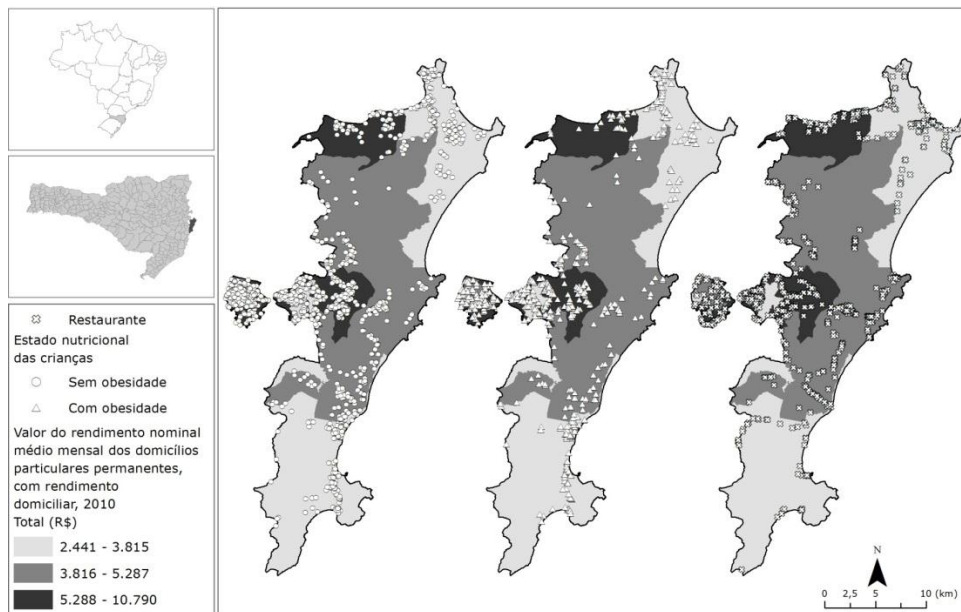 Restaurante
Estado nutricional
das crianças
Sem obesidade
Com obesidade
Valor do rendimento nominal
médio mensal dos domicílios
particulares permanentes,
com rendimento
domiciliar, 2010
Total (R$)
2.441 - 3.815
3.816 - 5.287
5.288 - 10.790
N
0 2,5 5 10 (km)